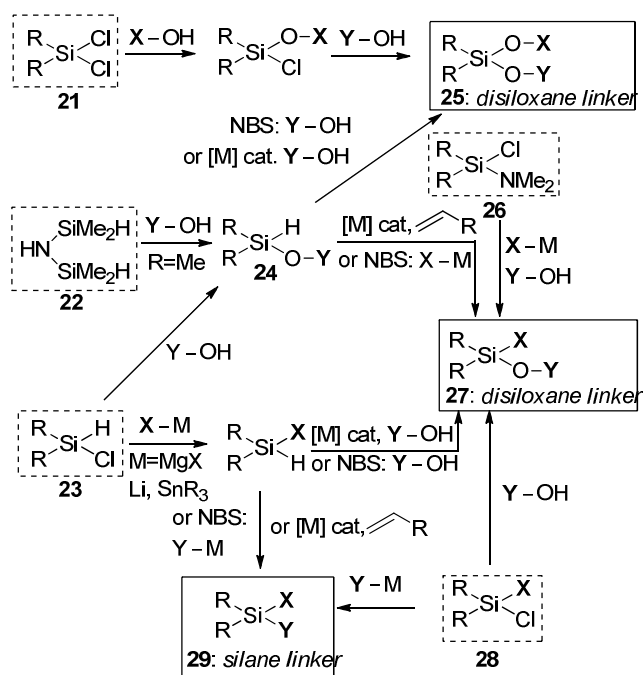 R R Si Cl Cl
21
X–OH
R R Si O–X Cl
Y–OH
R R Si O–X O–Y
25: disiloxane linker
NBS: Y–OH
or [M] cat. Y–OH
R R Si Cl NMe2
26
HN SiMe2H SiMe2H
22
Y–OH
R=Me
R R Si H O–Y
24
[M] cat, R
or NBS: X–M
X–M
Y–OH
Y–OH
R R Si X O–Y
27: disiloxane linker
R R Si H Cl
23
X–M
M=MgX
Li, SnR3
R R Si X H
[M] cat, Y–OH
or NBS: Y–OH
or NBS:
Y–M
or [M] cat, R
Y–OH
R R Si X Y
29: silane linker
Y–M
R R Si X Cl
28